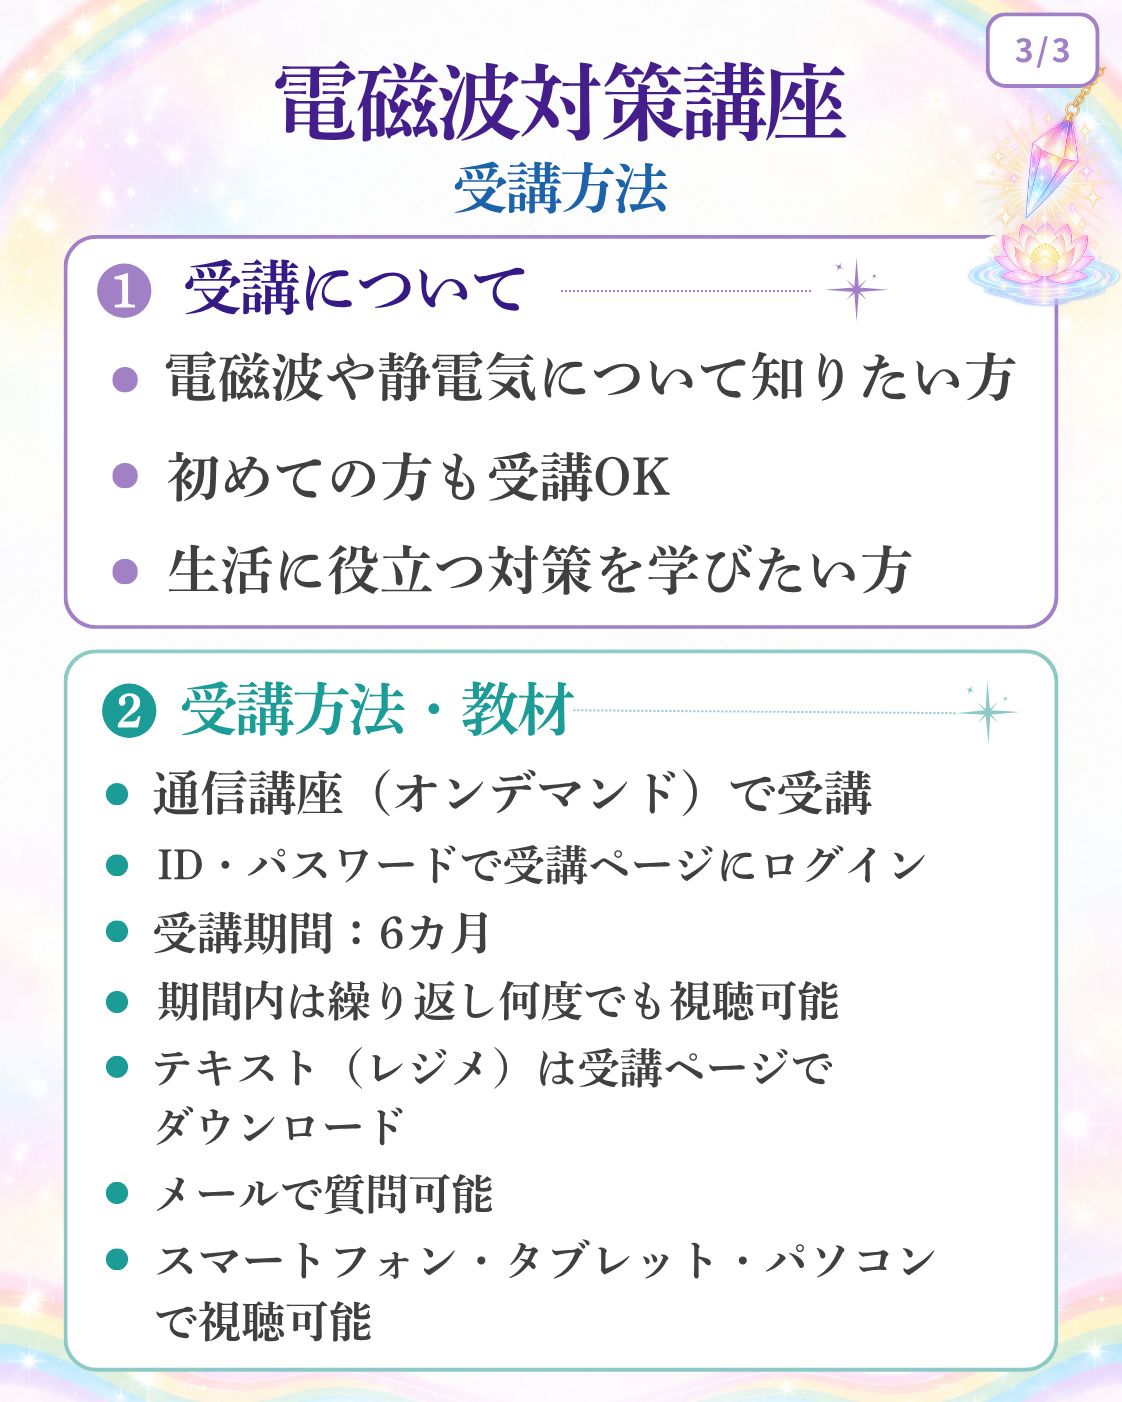 3/3
電磁波対策講座
受講方法
1 受講について
● 電磁波や静電気について知りたい方
● 初めての方も受講OK
● 生活に役立つ対策を学びたい方
2 受講方法・教材
● 通信講座（オンデマンド）で受講
● ID・パスワードで受講ページにログイン
● 受講期間：6カ月
● 期間内は繰り返し何度でも視聴可能
● テキスト（レジメ）は受講ページで
ダウンロード
● メールで質問可能
● スマートフォン・タブレット・パソコン
で視聴可能